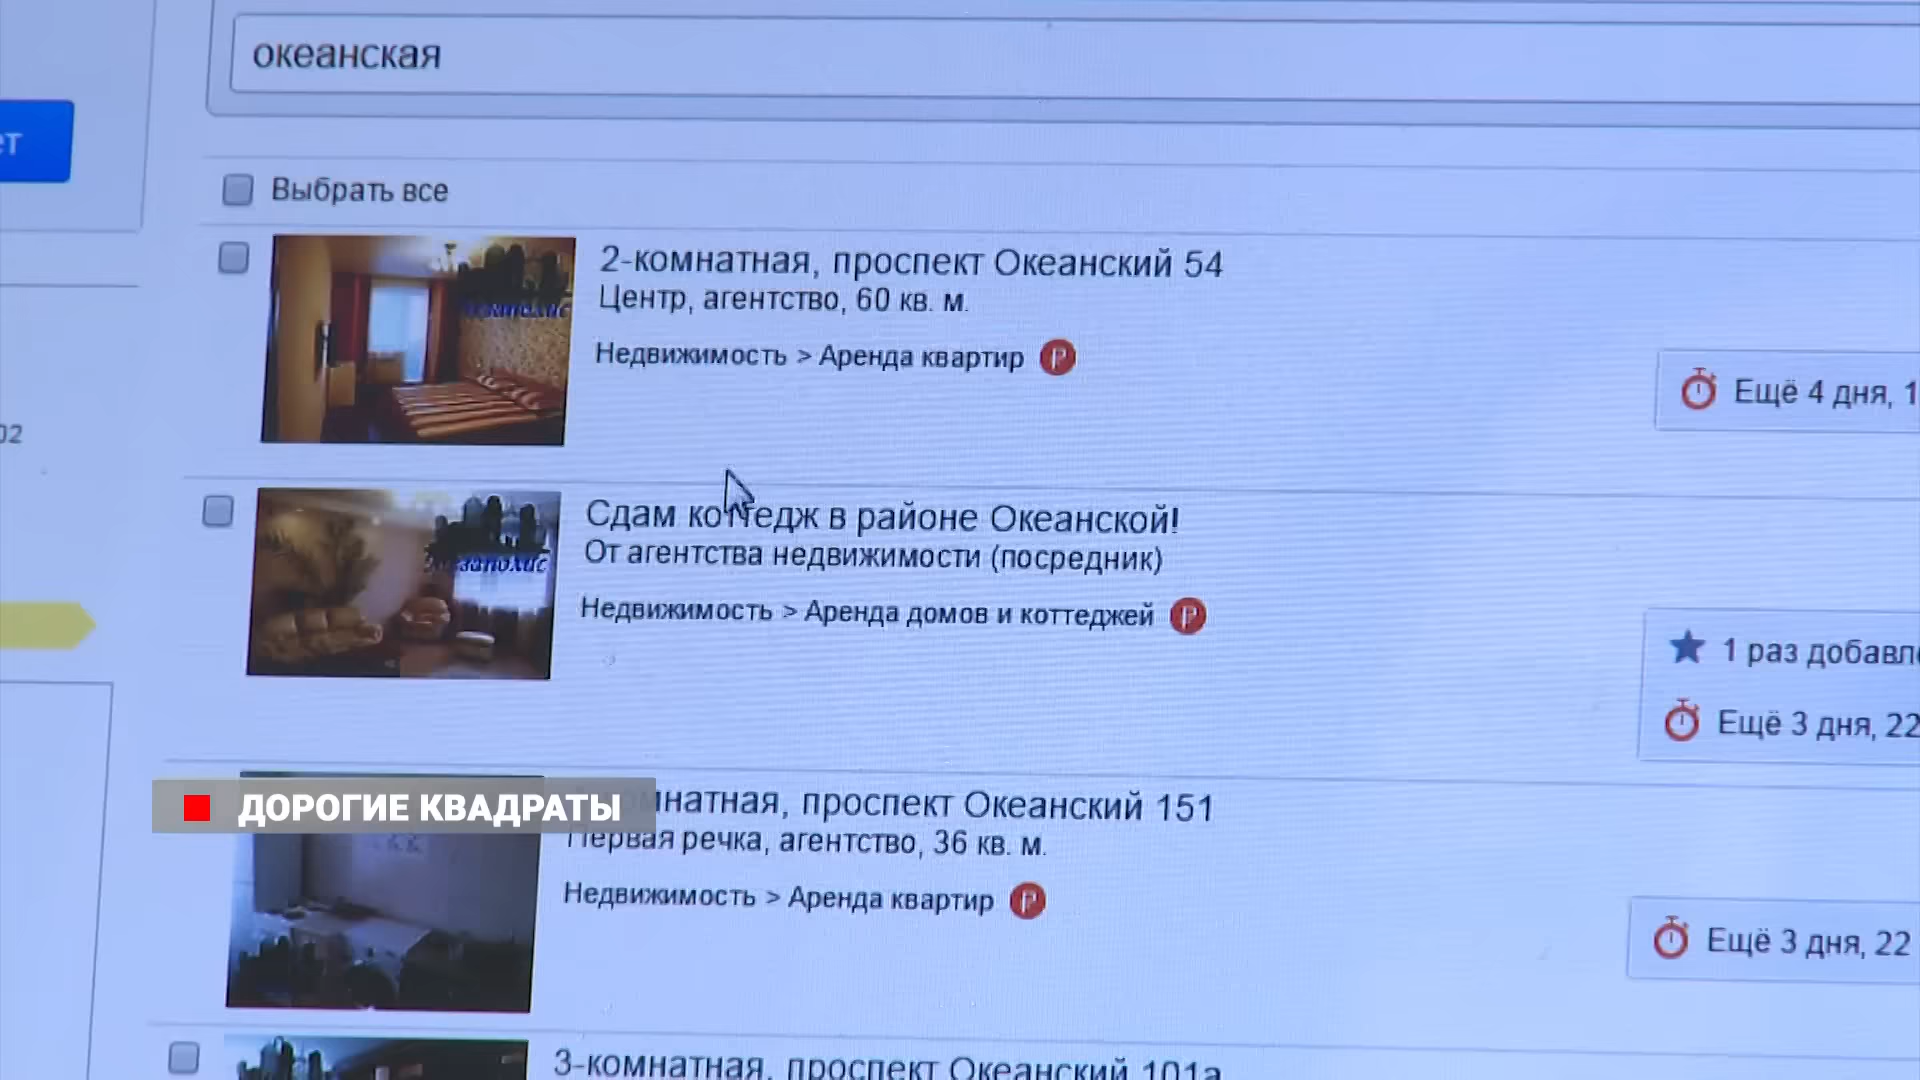 океанская
ет
Выбрать все
2-комнатная, проспект Океанский 54
Центр, агентство, 60 кв. м.
Недвижимость > Аренда квартир
Ещё 4 дня, 1
02
Сдам коттедж в районе Океанской!
От агентства недвижимости (посредник)
Недвижимость > Аренда домов и коттеджей
1 раз добавл
Ещё 3 дня, 22
ДОРОГИЕ КВАДРАТЫ
комнатная, проспект Океанский 151
Первая речка, агентство, 36 кв. м.
Недвижимость > Аренда квартир
Ещё 3 дня, 22
3-комнатная, проспект Океанский 101а